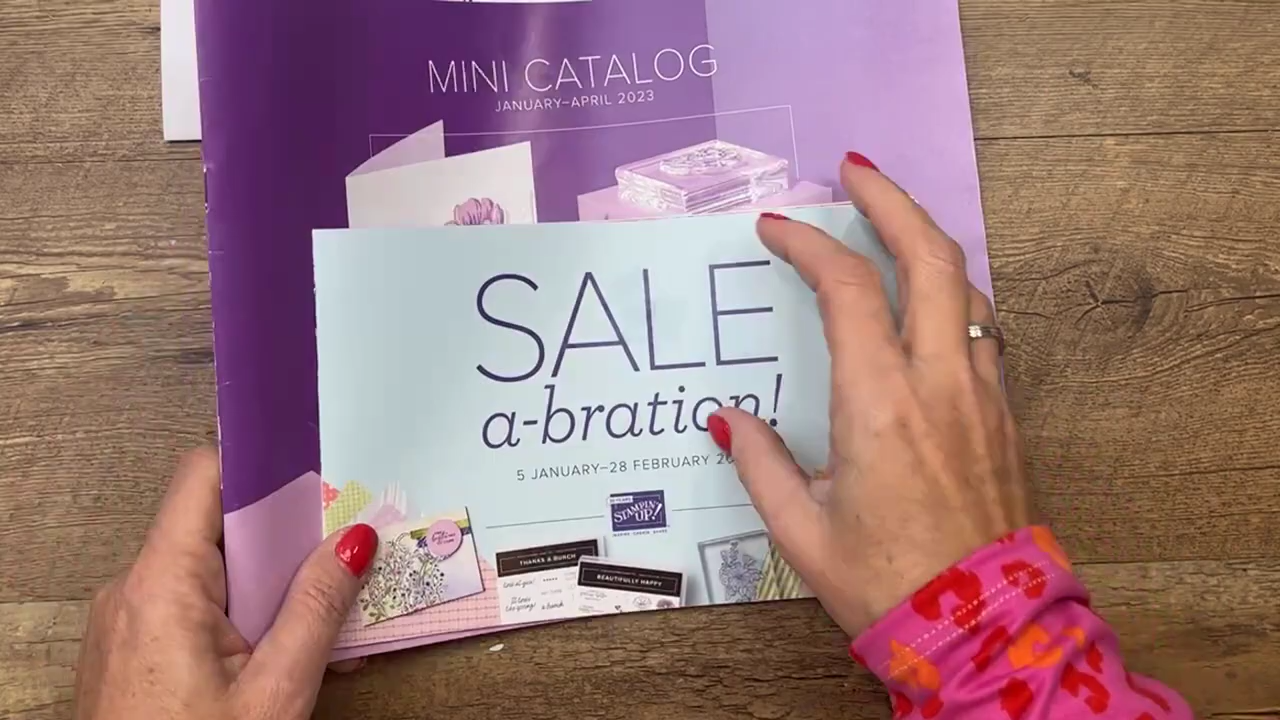 MINI CATALOG
JANUARY–APRIL 2023
SALE
a-bration!
5 JANUARY–28 FEBRUARY
STAMPIN' UP!
THANKS A BUNCH
BEAUTIFULLY HAPPY